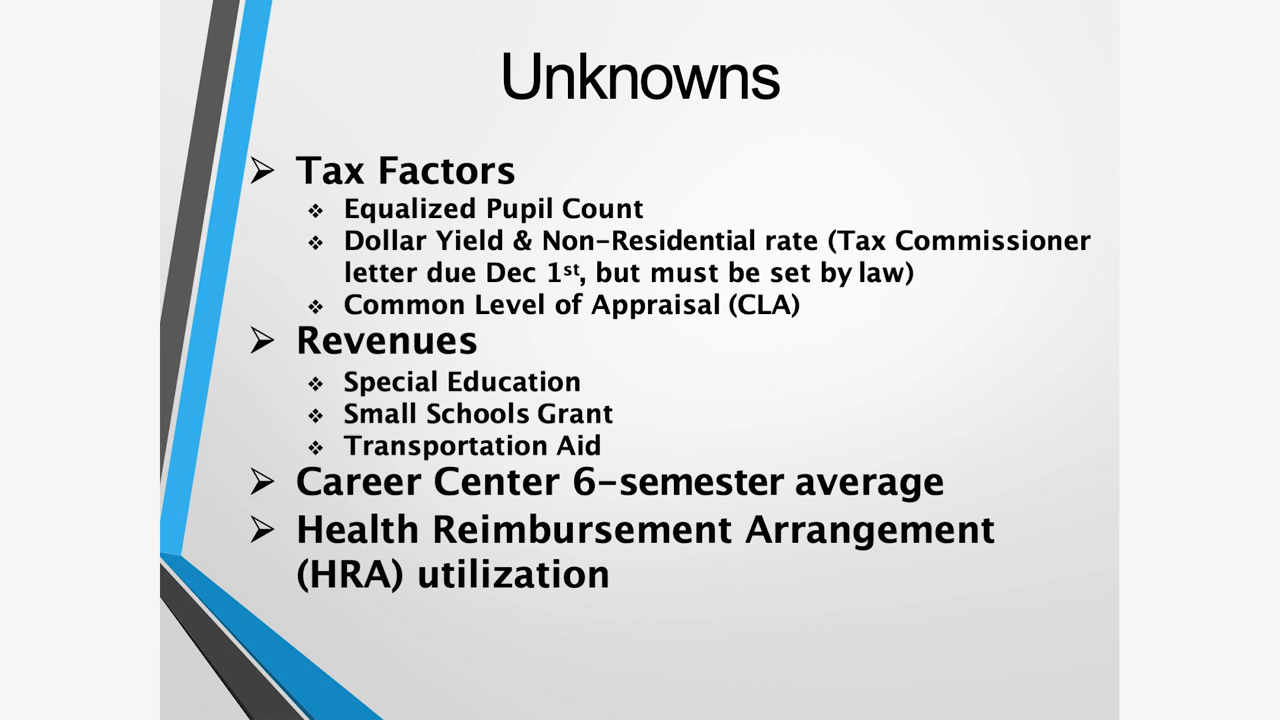 Unknowns
➢ Tax Factors
❖ Equalized Pupil Count
❖ Dollar Yield & Non-Residential rate (Tax Commissioner
letter due Dec 1st, but must be set by law)
❖ Common Level of Appraisal (CLA)
➢ Revenues
❖ Special Education
❖ Small Schools Grant
❖ Transportation Aid
➢ Career Center 6-semester average
➢ Health Reimbursement Arrangement
(HRA) utilization